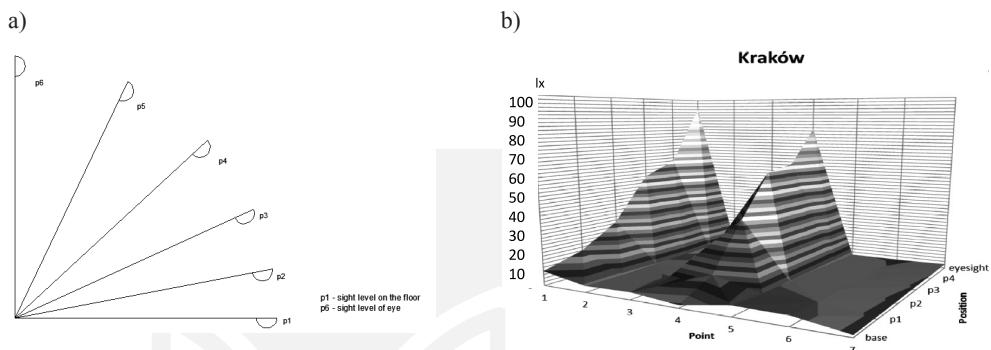 a)
p6
p5
p4
p3
p2
p1
p1 - sight level on the floor
p6 - sight level of eye
b)
Kraków
lx
100
90
80
70
60
50
40
30
20
10
-
1
2
3
4
5
6
7
Point
base
p1
p3
p4
eyesight
Position